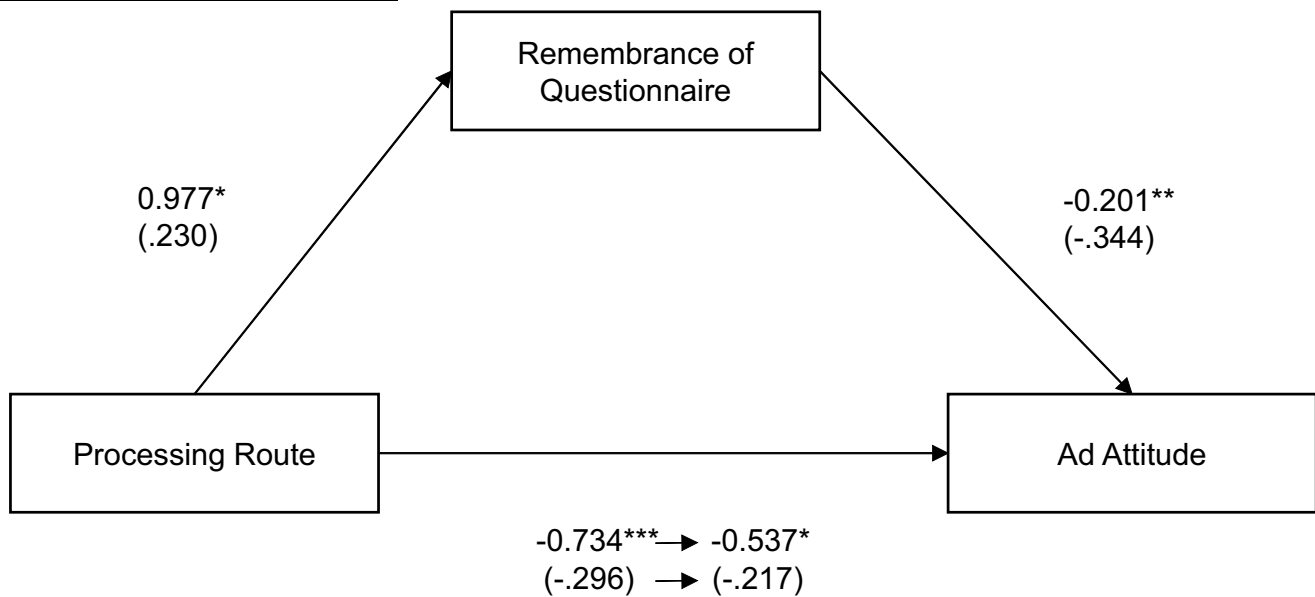 Remembrance of
Questionnaire
0.977*
(.230)
-0.201**
(-.344)
Processing Route
Ad Attitude
-0.734*** → -0.537*
(-.296) → (-.217)